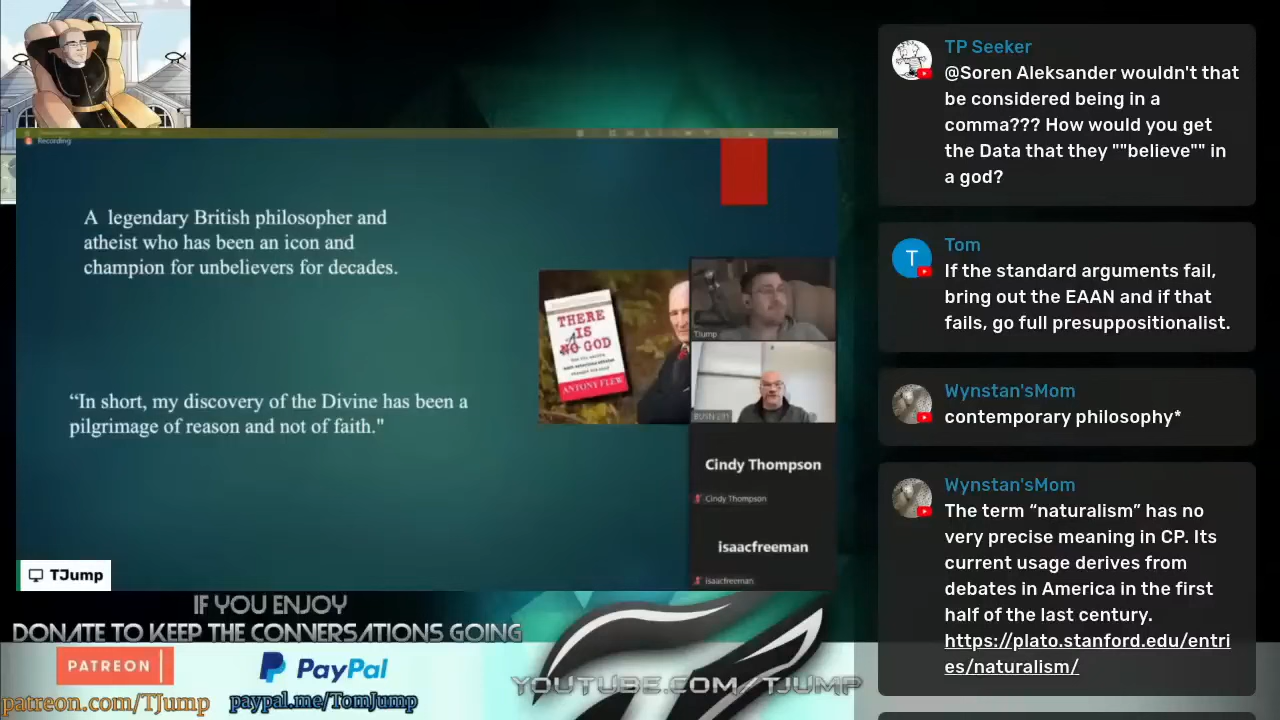 Recording
A legendary British philosopher and
atheist who has been an icon and
champion for unbelievers for decades.
“In short, my discovery of the Divine has been a
pilgrimage of reason and not of faith."
THERE
IS
NO GOD
ANTONY FLEW
TJump
Cindy Thompson
Cindy Thompson
isaacfreeman
isaacfreeman
TJump
IF YOU ENJOY
DONATE TO KEEP THE CONVERSATIONS GOING
PATREON
PayPal
patreon.com/TJump
paypal.me/TomJump
YOUTUBE.COM/TJUMP
TP Seeker
@Soren Aleksander wouldn't that
be considered being in a
comma??? How would you get
the Data that they ""believe"" in
a god?
T
Tom
If the standard arguments fail,
bring out the EAAN and if that
fails, go full presuppositionalist.
Wynstan'sMom
contemporary philosophy*
Wynstan'sMom
The term “naturalism” has no
very precise meaning in CP. Its
current usage derives from
debates in America in the first
half of the last century.
https://plato.stanford.edu/entri
es/naturalism/